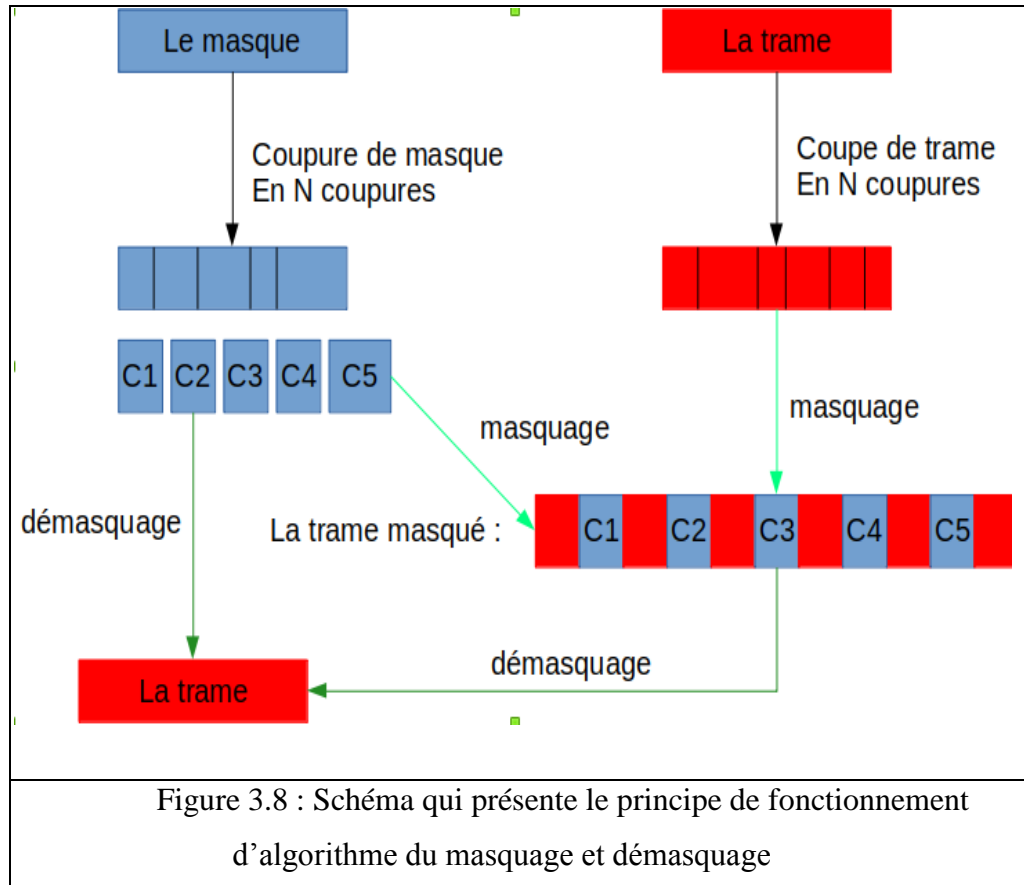 Le masque
La trame
Coupure de masque
En N coupures
Coupe de trame
En N coupures
C1 C2 C3 C4 C5
masquage
masquage
démasquage
La trame masqué :
C1 C2 C3 C4 C5
démasquage
La trame
Figure 3.8 : Schéma qui présente le principe de fonctionnement
d’algorithme du masquage et démasquage